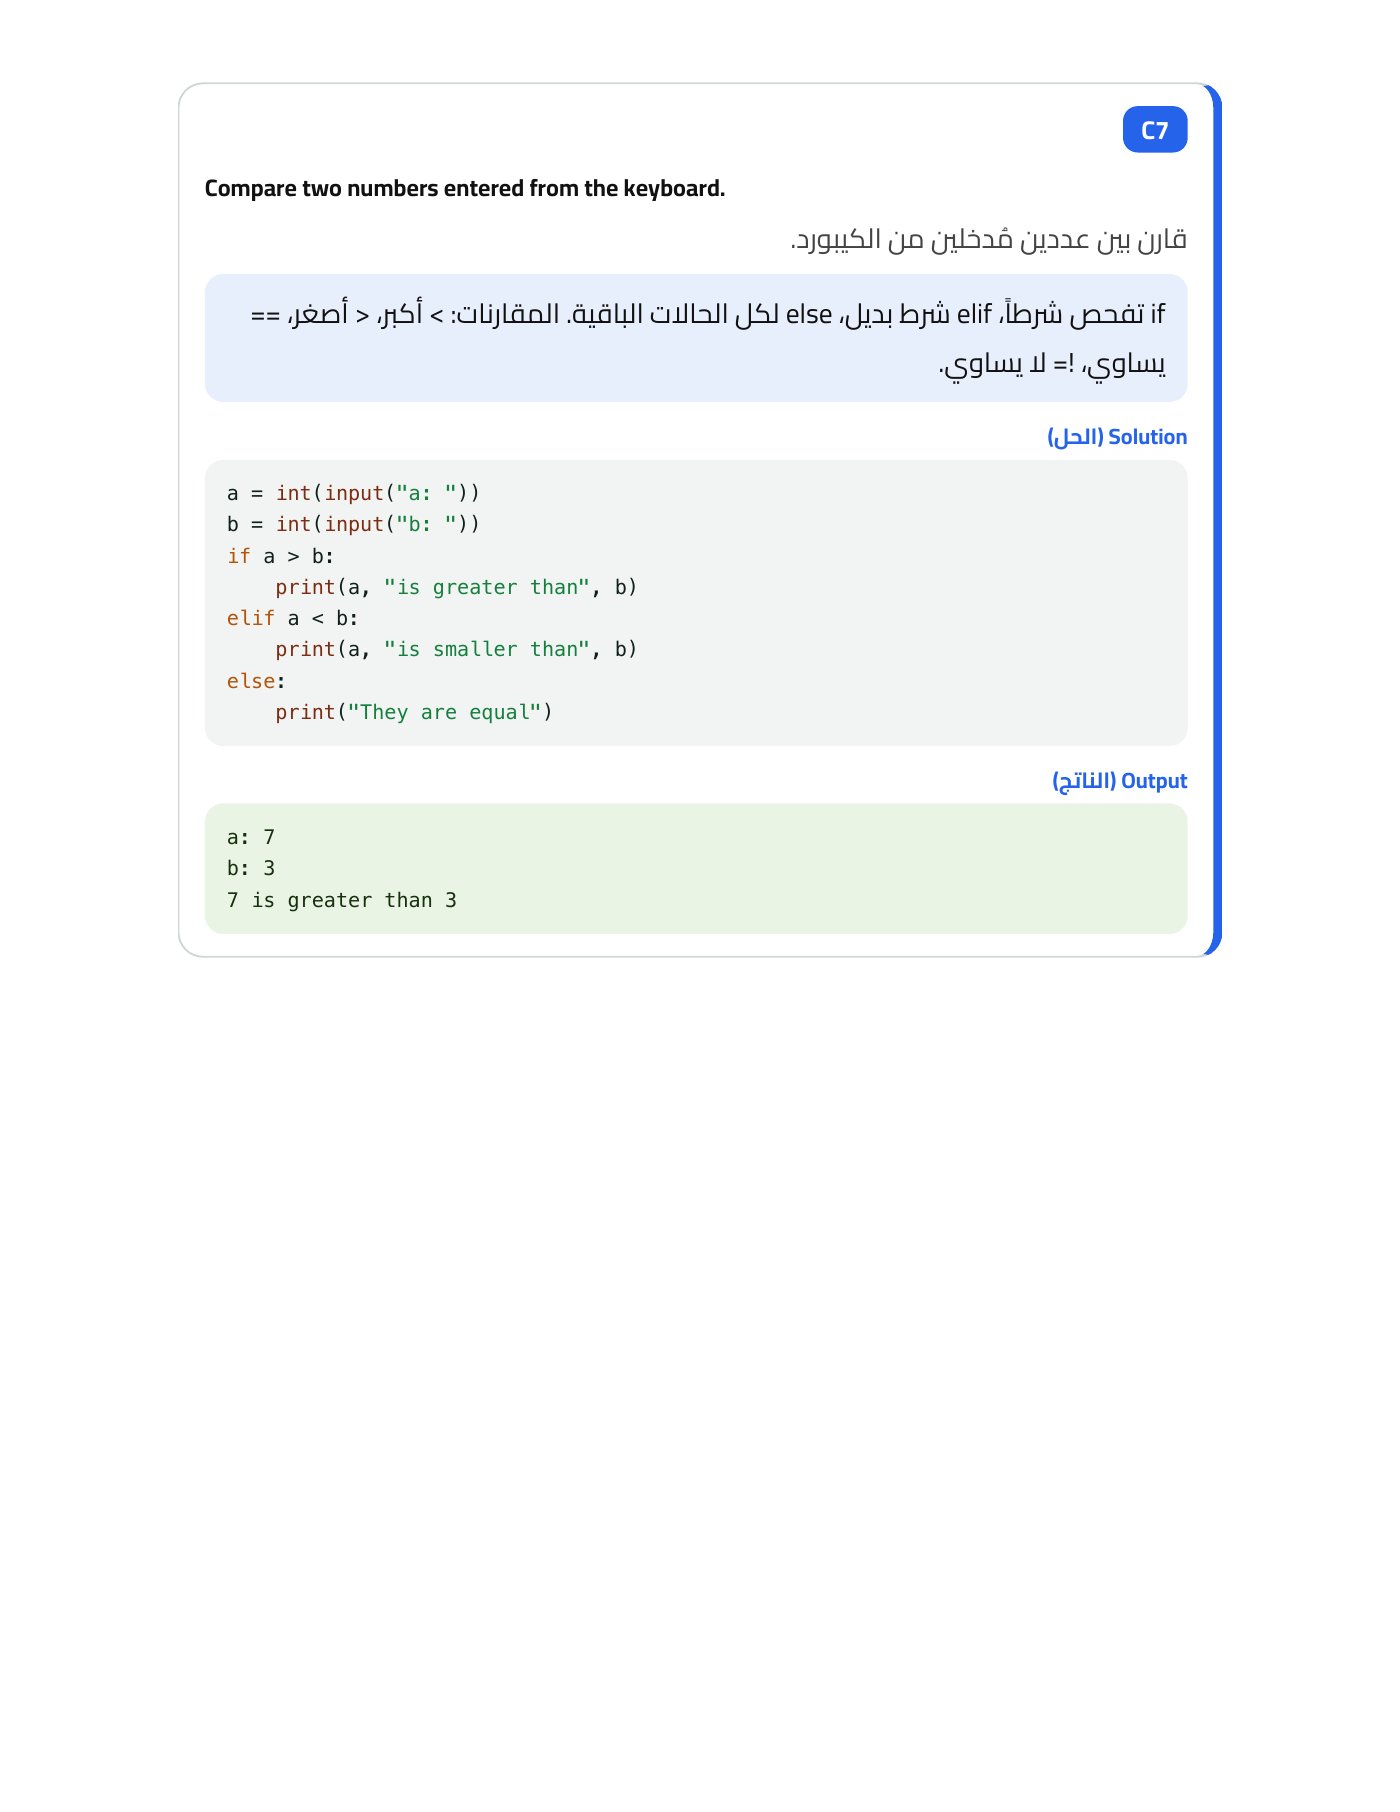 C7
Compare two numbers entered from the keyboard.
قارن بين عددين مُدخلين من الكيبورد.
if تفحص شرطاً، elif شرط بديل، else لكل الحالات الباقية. المقارنات: > أكبر، < أصغر، ==
يساوي، != لا يساوي.
Solution (الحل)
a = int(input("a: "))
b = int(input("b: "))
if a > b:
    print(a, "is greater than", b)
elif a < b:
    print(a, "is smaller than", b)
else:
    print("They are equal")
Output (الناتج)
a: 7
b: 3
7 is greater than 3